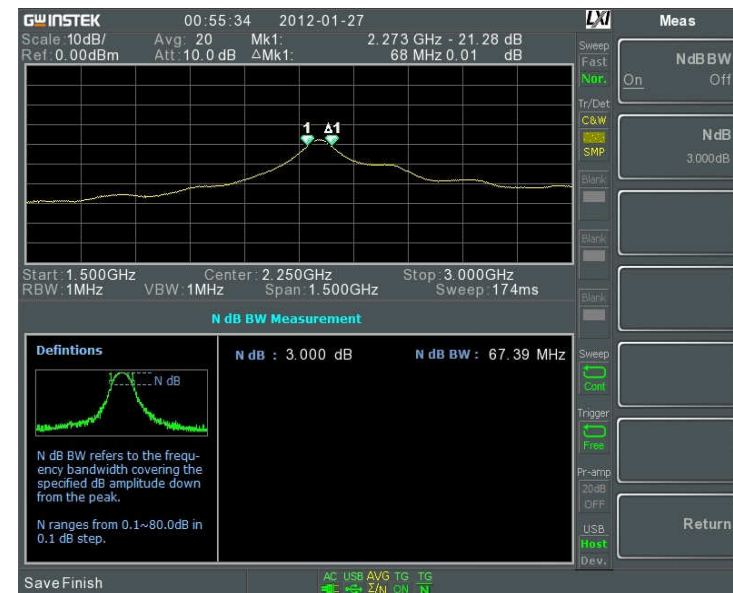 GWINSTEK 00:55:34 2012-01-27 LXI Meas
Scale:10dB/ Avg: 20 Mk1: 2.273 GHz - 21.28 dB
Ref:0.00dBm Att:10.0 dB ΔMk1: 68 MHz 0.01 dB
1 Δ1
Start:1.500GHz Center:2.250GHz Stop:3.000GHz
RBW:1MHz VBW:1MHz Span:1.500GHz Sweep:174ms
N dB BW Measurement
Defintions
N dB
N dB BW refers to the frequ-
ency bandwidth covering the
specified dB amplitude down
from the peak.
N ranges from 0.1~80.0dB in
0.1 dB step.
N dB : 3.000 dB N dB BW : 67.39 MHz
Sweep
Fast
Nor.
Tr/Det
C&W
SMP
Blank
Blank
Blank
Sweep
Cont
Trigger
Free
Pr-amp
20dB
OFF
USB
Host
Dev.
NdB BW
On Off
NdB
3.000dB
Return
Save Finish
AC USB AVG TG TG
Σ/N ON N